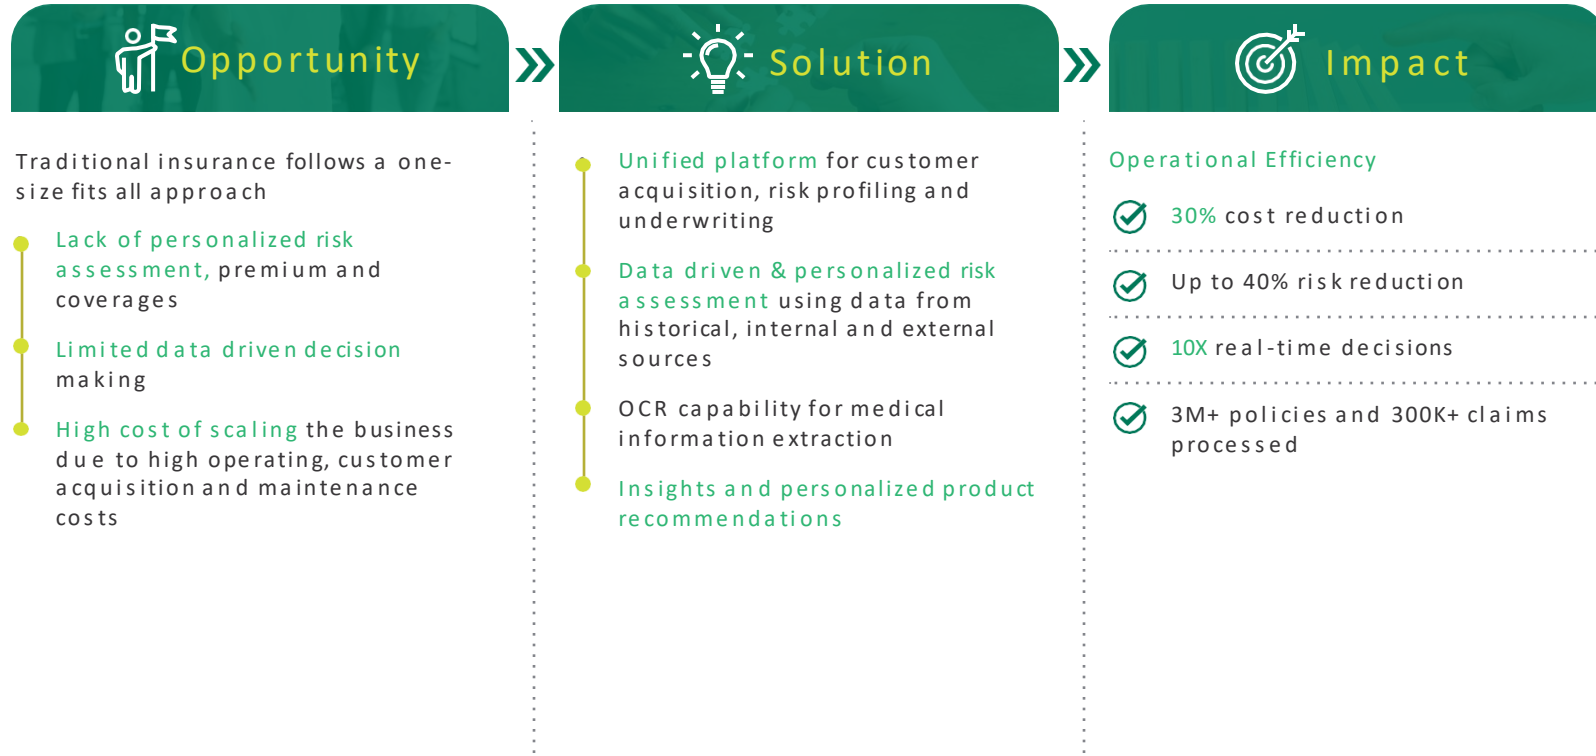 Opportunity
Traditional insurance follows a one-
size fits all approach
Lack of personalized risk
assessment, premium and
coverages
Limited data driven decision
making
High cost of scaling the business
due to high operating, customer
acquisition and maintenance
costs
Solution
Unified platform for customer
acquisition, risk profiling and
underwriting
Data driven & personalized risk
assessment using data from
historical, internal and external
sources
OCR capability for medical
information extraction
Insights and personalized product
recommendations
Impact
Operational Efficiency
30% cost reduction
Up to 40% risk reduction
10X real-time decisions
3M+ policies and 300K+ claims
processed